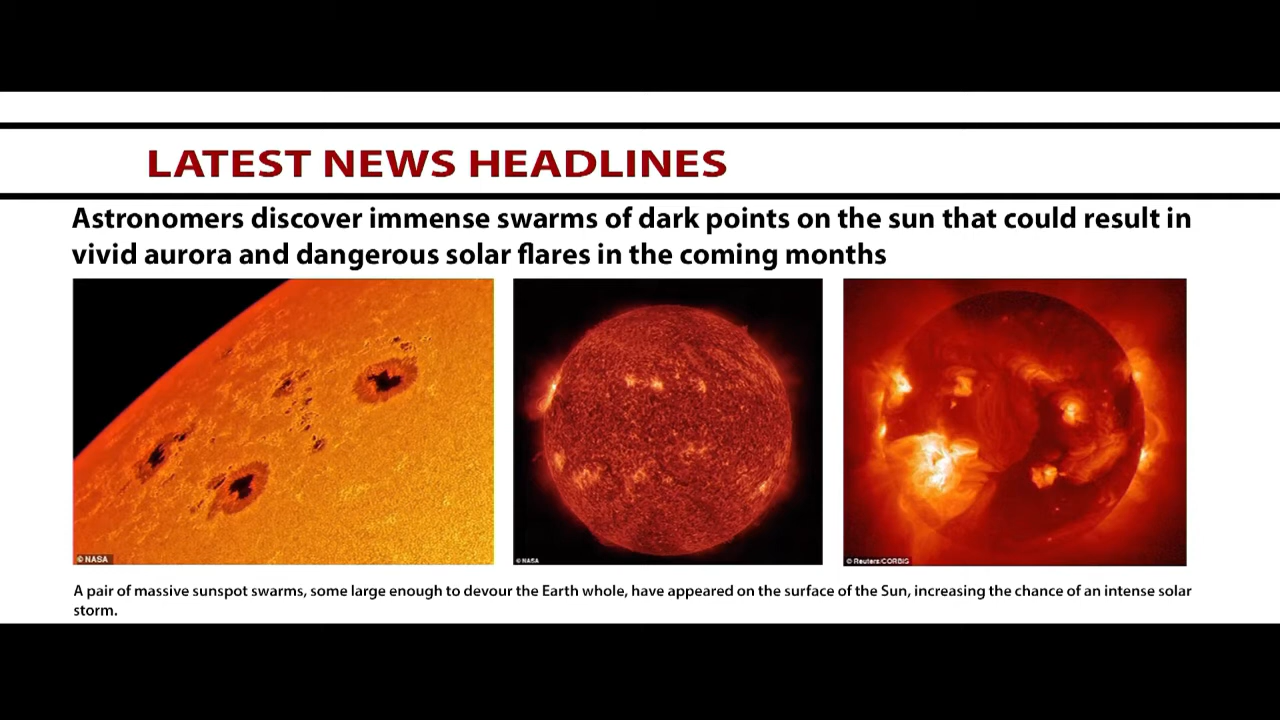 LATEST NEWS HEADLINES
Astronomers discover immense swarms of dark points on the sun that could result in
vivid aurora and dangerous solar flares in the coming months
© NASA
© NASA
© Reuters/CORBIS
A pair of massive sunspot swarms, some large enough to devour the Earth whole, have appeared on the surface of the Sun, increasing the chance of an intense solar
storm.